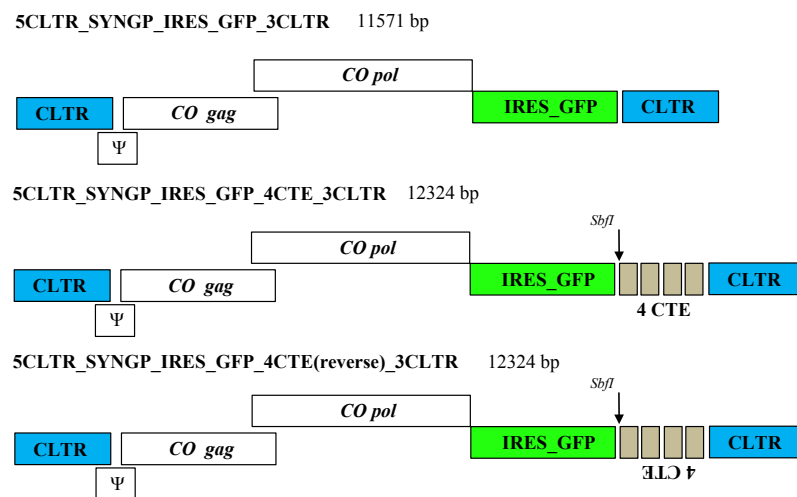 5CLTR_SYNGP_IRES_GFP_3CLTR 11571 bp
CO pol
CLTR CO gag IRES_GFP CLTR
Ψ
5CLTR_SYNGP_IRES_GFP_4CTE_3CLTR 12324 bp
SbfI
CO pol
CLTR CO gag IRES_GFP CLTR
4 CTE
Ψ
5CLTR_SYNGP_IRES_GFP_4CTE(reverse)_3CLTR 12324 bp
SbfI
CO pol
CLTR CO gag IRES_GFP CLTR
4 CTE
Ψ